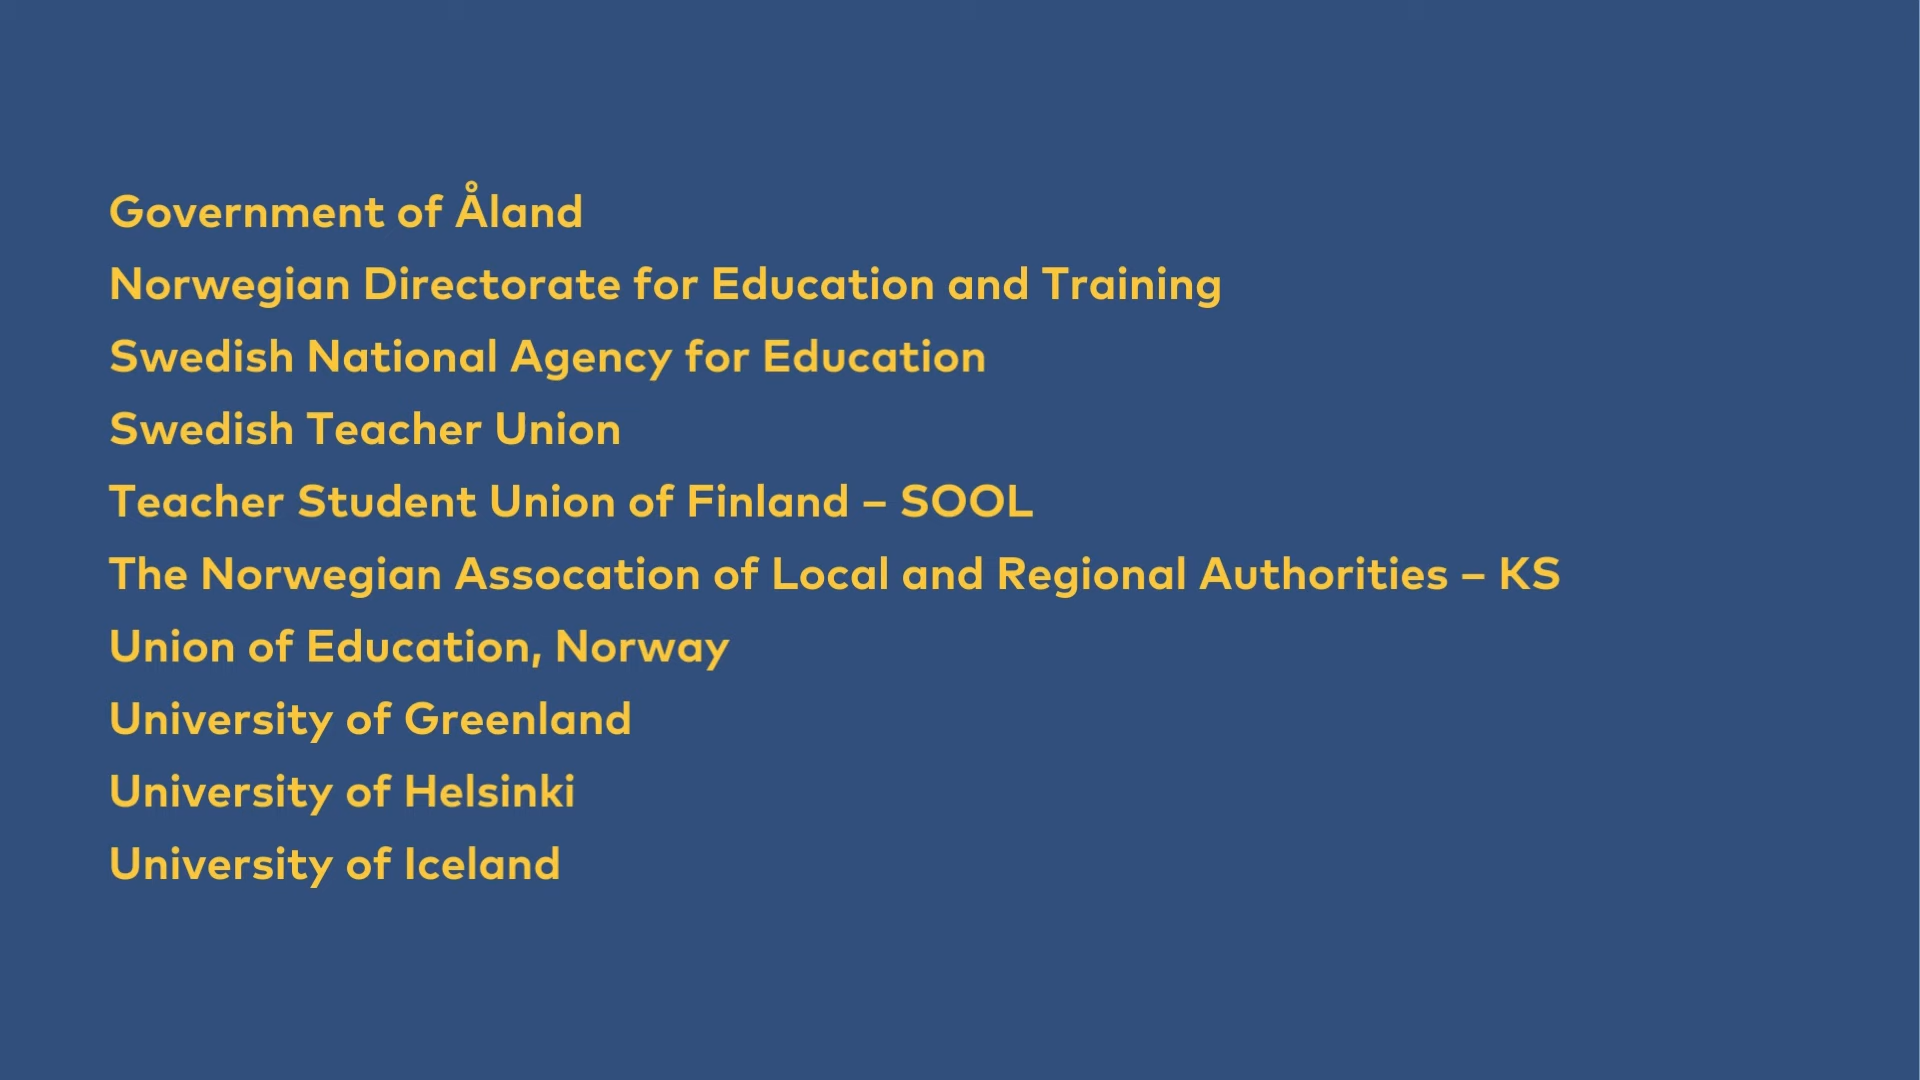 Government of Åland
Norwegian Directorate for Education and Training
Swedish National Agency for Education
Swedish Teacher Union
Teacher Student Union of Finland – SOOL
The Norwegian Assocation of Local and Regional Authorities – KS
Union of Education, Norway
University of Greenland
University of Helsinki
University of Iceland